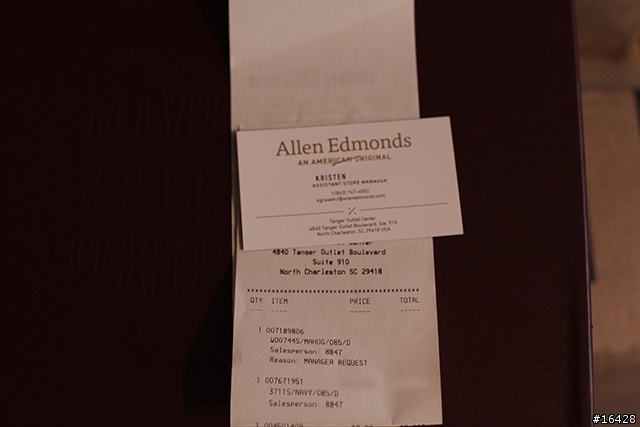 Allen Edmonds
AN AMERICAN ORIGINAL
KRISTEN
ASSISTANT STORE MANAGER
Tanger Outlet Center
4840 Tanger Outlet Boulevard, Ste. 910
North Charleston, SC 29418 USA
4840 Tanser Outlet Boulevard
Suite 910
North Charleston SC 29418
QTY ITEM PRICE TOTAL
1 007189806
W00744S/MAHOG/085/D
Salesperson: 8847
Reason: MANAGER REQUEST
1 007671951
3711S/NAVY/085/D
Salesperson: 8847
#16428